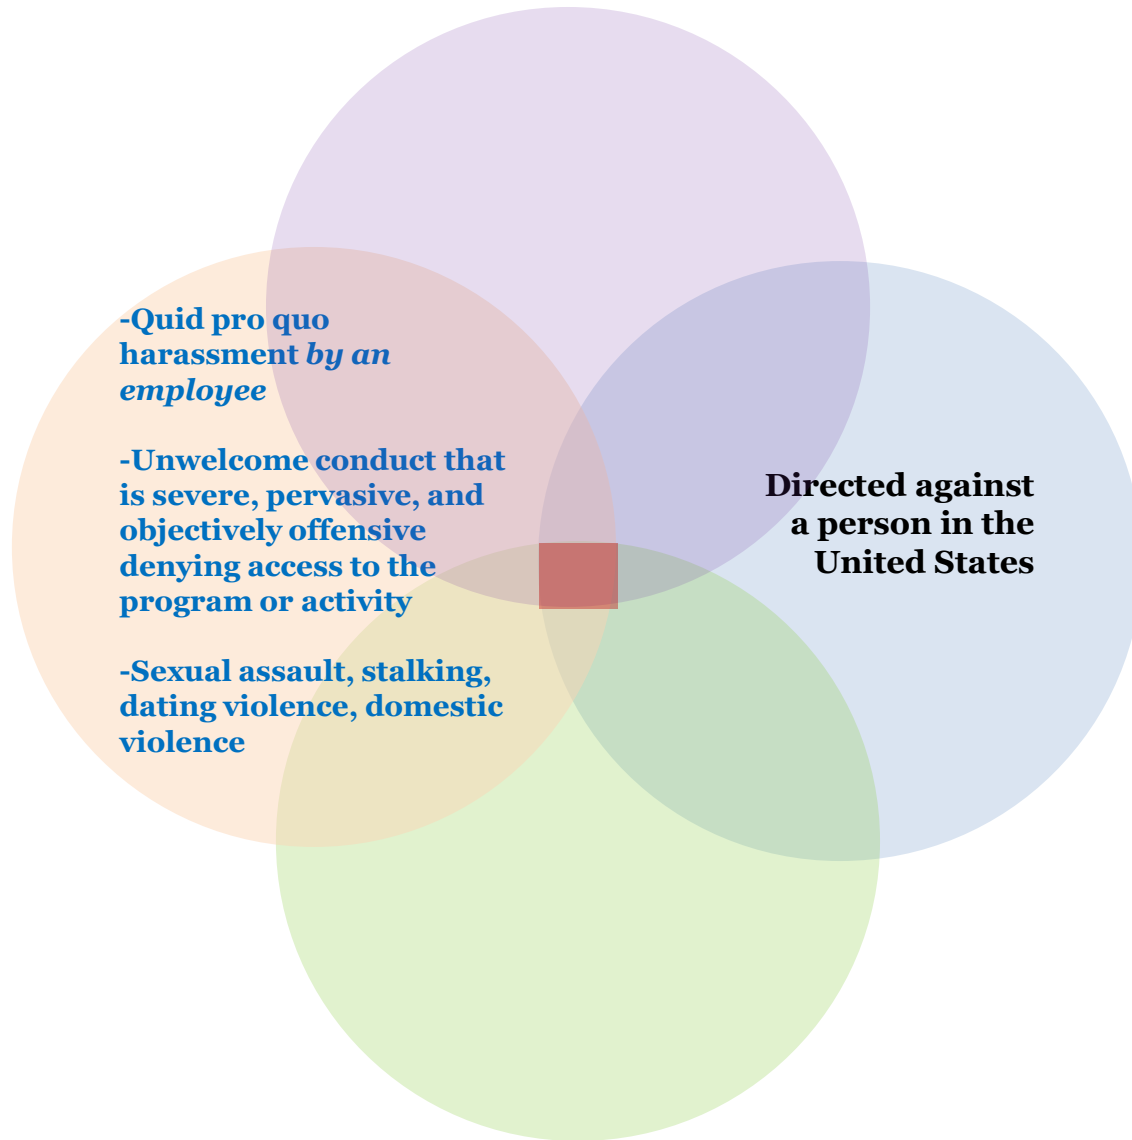 -Quid pro quo
harassment by an
employee
-Unwelcome conduct that
is severe, pervasive, and
objectively offensive
denying access to the
program or activity
-Sexual assault, stalking,
dating violence, domestic
violence
Directed against
a person in the
United States